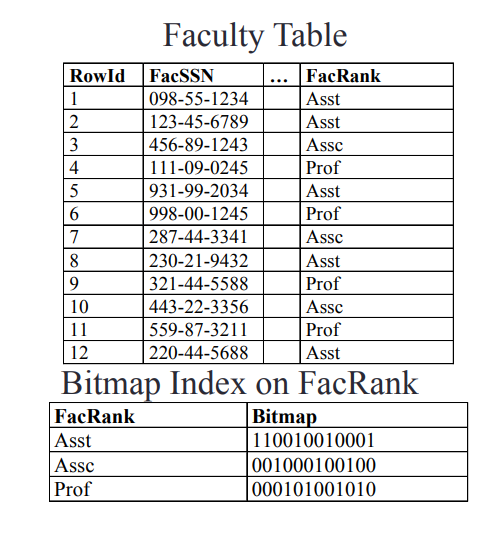 Faculty Table
RowId FacSSN … FacRank
1 098-55-1234 Asst
2 123-45-6789 Asst
3 456-89-1243 Assc
4 111-09-0245 Prof
5 931-99-2034 Asst
6 998-00-1245 Prof
7 287-44-3341 Assc
8 230-21-9432 Asst
9 321-44-5588 Prof
10 443-22-3356 Assc
11 559-87-3211 Prof
12 220-44-5688 Asst
Bitmap Index on FacRank
FacRank Bitmap
Asst 110010010001
Assc 001000100100
Prof 000101001010